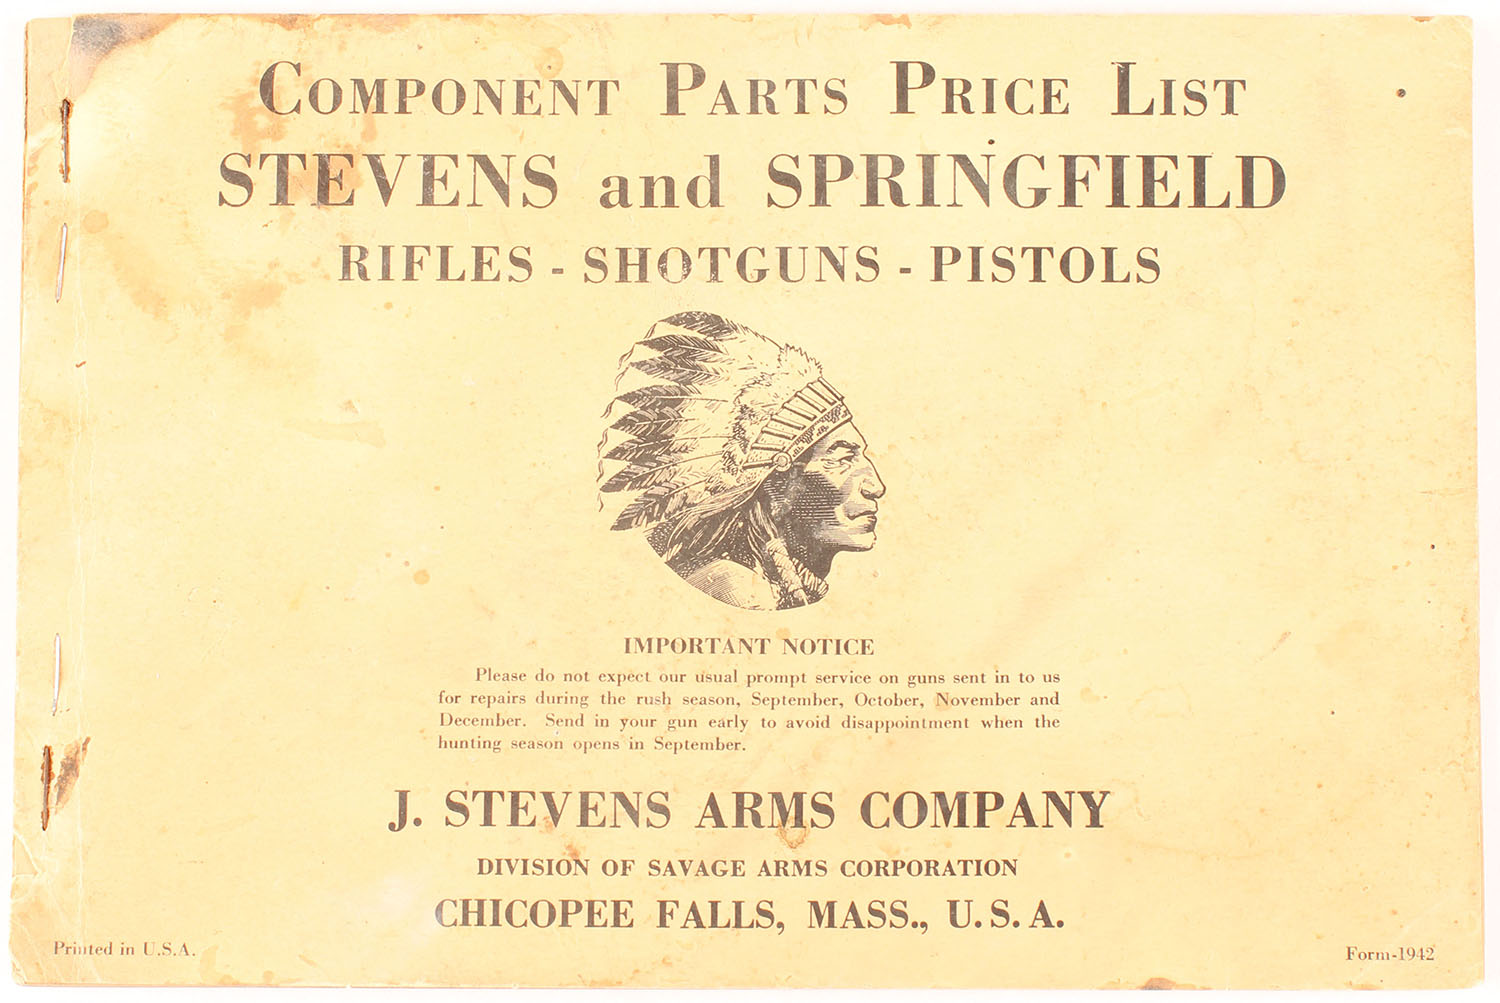 COMPONENT PARTS PRICE LIST
STEVENS and SPRINGFIELD
RIFLES - SHOTGUNS - PISTOLS
IMPORTANT NOTICE
Please do not expect our usual prompt service on guns sent in to us
for repairs during the rush season, September, October, November and
December. Send in your gun early to avoid disappointment when the
hunting season opens in September.
J. STEVENS ARMS COMPANY
DIVISION OF SAVAGE ARMS CORPORATION
CHICOPEE FALLS, MASS., U. S. A.
Printed in U.S.A.
Form-1942